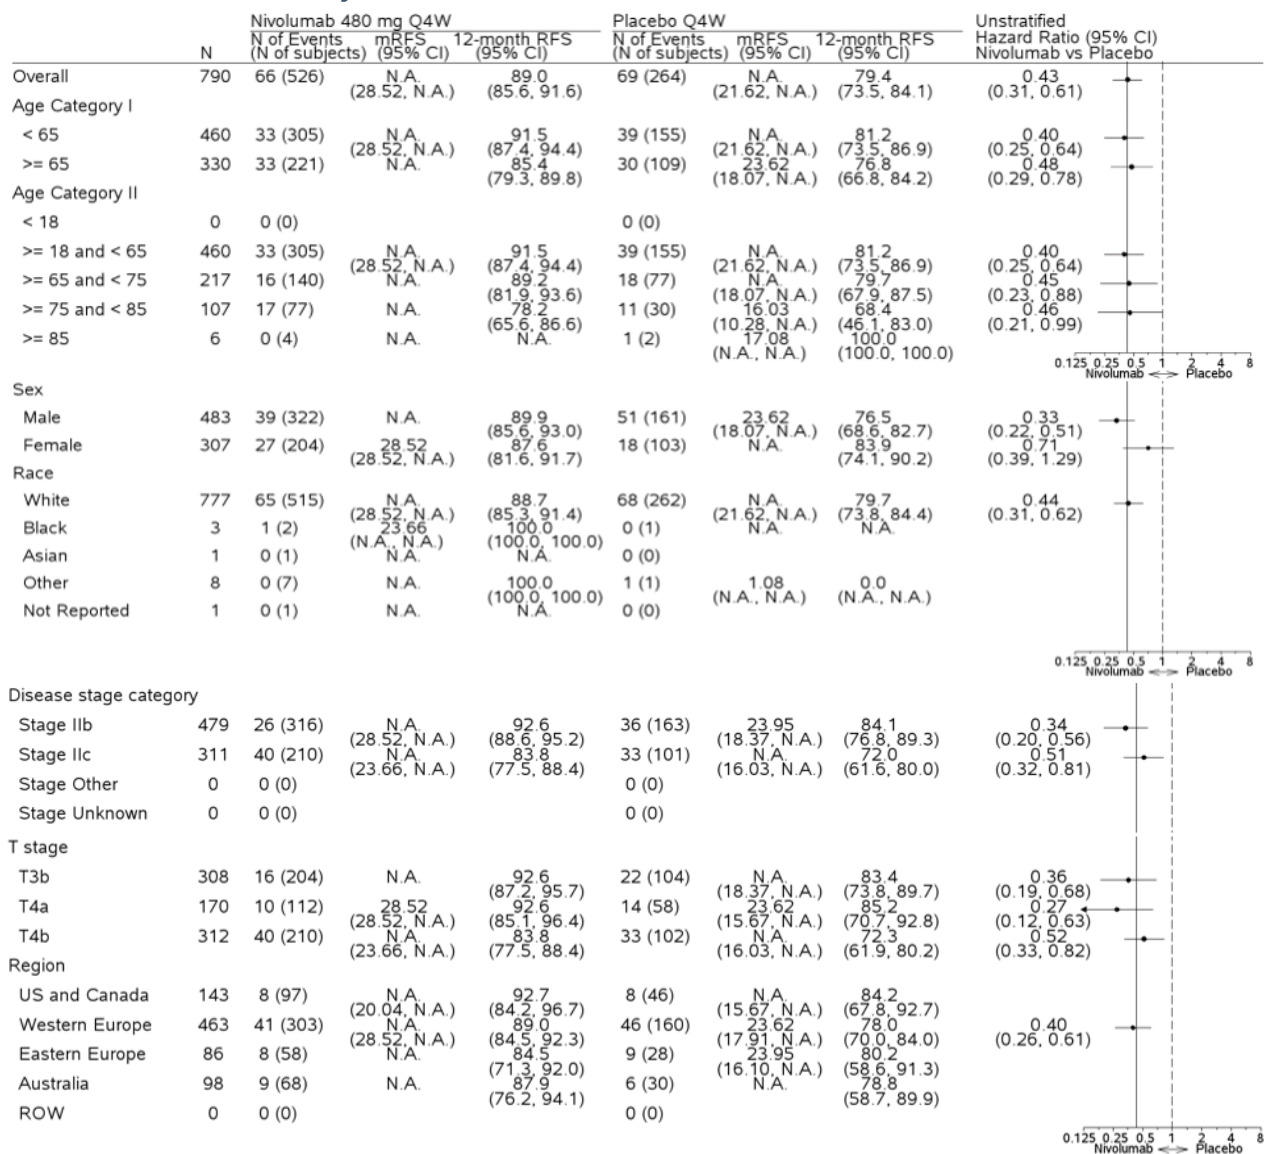 Nivolumab 480 mg Q4W Placebo Q4W Unstratified
N of Events mRFS 12-month RFS N of Events mRFS 12-month RFS Hazard Ratio (95% CI)
N (N of subjects) (95% CI) (95% CI) (N of subjects) (95% CI) (95% CI) Nivolumab vs Placebo
Overall 790 66 (526) N.A. 89.0 69 (264) N.A. 79.4 0.43
(28.52, N.A.) (85.6, 91.6) (21.62, N.A.) (73.5, 84.1) (0.31, 0.61)
Age Category I
< 65 460 33 (305) N.A. 91.5 39 (155) N.A. 81.2 0.40
(28.52, N.A.) (87.4, 94.4) (21.62, N.A.) (73.5, 86.9) (0.25, 0.64)
>= 65 330 33 (221) N.A. 85.4 30 (109) 23.62 76.8 0.48
(79.3, 89.8) (18.07, N.A.) (66.8, 84.2) (0.29, 0.78)
Age Category II
< 18 0 0 (0) 0 (0)
>= 18 and < 65 460 33 (305) N.A. 91.5 39 (155) N.A. 81.2 0.40
(28.52, N.A.) (87.4, 94.4) (21.62, N.A.) (73.5, 86.9) (0.25, 0.64)
>= 65 and < 75 217 16 (140) N.A. 89.2 18 (77) N.A. 79.7 0.45
(81.9, 93.6) (18.07, N.A.) (67.9, 87.5) (0.23, 0.88)
>= 75 and < 85 107 17 (77) N.A. 78.2 11 (30) 16.03 68.4 0.46
(65.6, 86.6) (10.28, N.A.) (46.1, 83.0) (0.21, 0.99)
>= 85 6 0 (4) N.A. N.A. 1 (2) 17.08 100.0
(N.A., N.A.) (100.0, 100.0)
0.125 0.25 0.5 1 2 4 8
Nivolumab <—> Placebo
Sex
Male 483 39 (322) N.A. 89.9 51 (161) 23.62 76.5 0.33
(85.6, 93.0) (18.07, N.A.) (68.6, 82.7) (0.22, 0.51)
Female 307 27 (204) 28.52 87.6 18 (103) N.A. 83.9 0.71
(28.52, N.A.) (81.6, 91.7) (74.1, 90.2) (0.39, 1.29)
Race
White 777 65 (515) N.A. 88.7 68 (262) N.A. 79.7 0.44
(28.52, N.A.) (85.3, 91.4) (21.62, N.A.) (73.8, 84.4) (0.31, 0.62)
Black 3 1 (2) 23.66 100.0 0 (1) N.A. N.A.
(N.A., N.A.) (100.0, 100.0)
Asian 1 0 (1) N.A. N.A. 0 (0)
Other 8 0 (7) N.A. 100.0 1 (1) 1.08 0.0
(100.0, 100.0) (N.A., N.A.) (N.A., N.A.)
Not Reported 1 0 (1) N.A. N.A. 0 (0)
0.125 0.25 0.5 1 2 4 8
Nivolumab <—> Placebo
Disease stage category
Stage IIb 479 26 (316) N.A. 92.6 36 (163) 23.95 84.1 0.34
(28.52, N.A.) (88.6, 95.2) (18.37, N.A.) (76.8, 89.3) (0.20, 0.56)
Stage IIc 311 40 (210) N.A. 83.8 33 (101) N.A. 72.0 0.51
(23.66, N.A.) (77.5, 88.4) (16.03, N.A.) (61.6, 80.0) (0.32, 0.81)
Stage Other 0 0 (0) 0 (0)
Stage Unknown 0 0 (0) 0 (0)
T stage
T3b 308 16 (204) N.A. 92.6 22 (104) N.A. 83.4 0.36
(87.2, 95.7) (18.37, N.A.) (73.8, 89.7) (0.19, 0.68)
T4a 170 10 (112) 28.52 92.6 14 (58) 23.62 85.2 0.27
(28.52, N.A.) (85.1, 96.4) (15.67, N.A.) (70.7, 92.8) (0.12, 0.63)
T4b 312 40 (210) N.A. 83.8 33 (102) N.A. 72.3 0.52
(23.66, N.A.) (77.5, 88.4) (16.03, N.A.) (61.9, 80.2) (0.33, 0.82)
Region
US and Canada 143 8 (97) N.A. 92.7 8 (46) N.A. 84.2
(20.04, N.A.) (84.2, 96.7) (15.67, N.A.) (67.8, 92.7)
Western Europe 463 41 (303) N.A. 89.0 46 (160) 23.62 78.0 0.40
(28.52, N.A.) (84.5, 92.3) (17.91, N.A.) (70.0, 84.0) (0.26, 0.61)
Eastern Europe 86 8 (58) N.A. 84.5 9 (28) 23.95 80.2
(71.3, 92.0) (16.10, N.A.) (58.6, 91.3)
Australia 98 9 (68) N.A. 87.9 6 (30) N.A. 78.8
(76.2, 94.1) (58.7, 89.9)
ROW 0 0 (0) 0 (0)
0.125 0.25 0.5 1 2 4 8
Nivolumab <—> Placebo